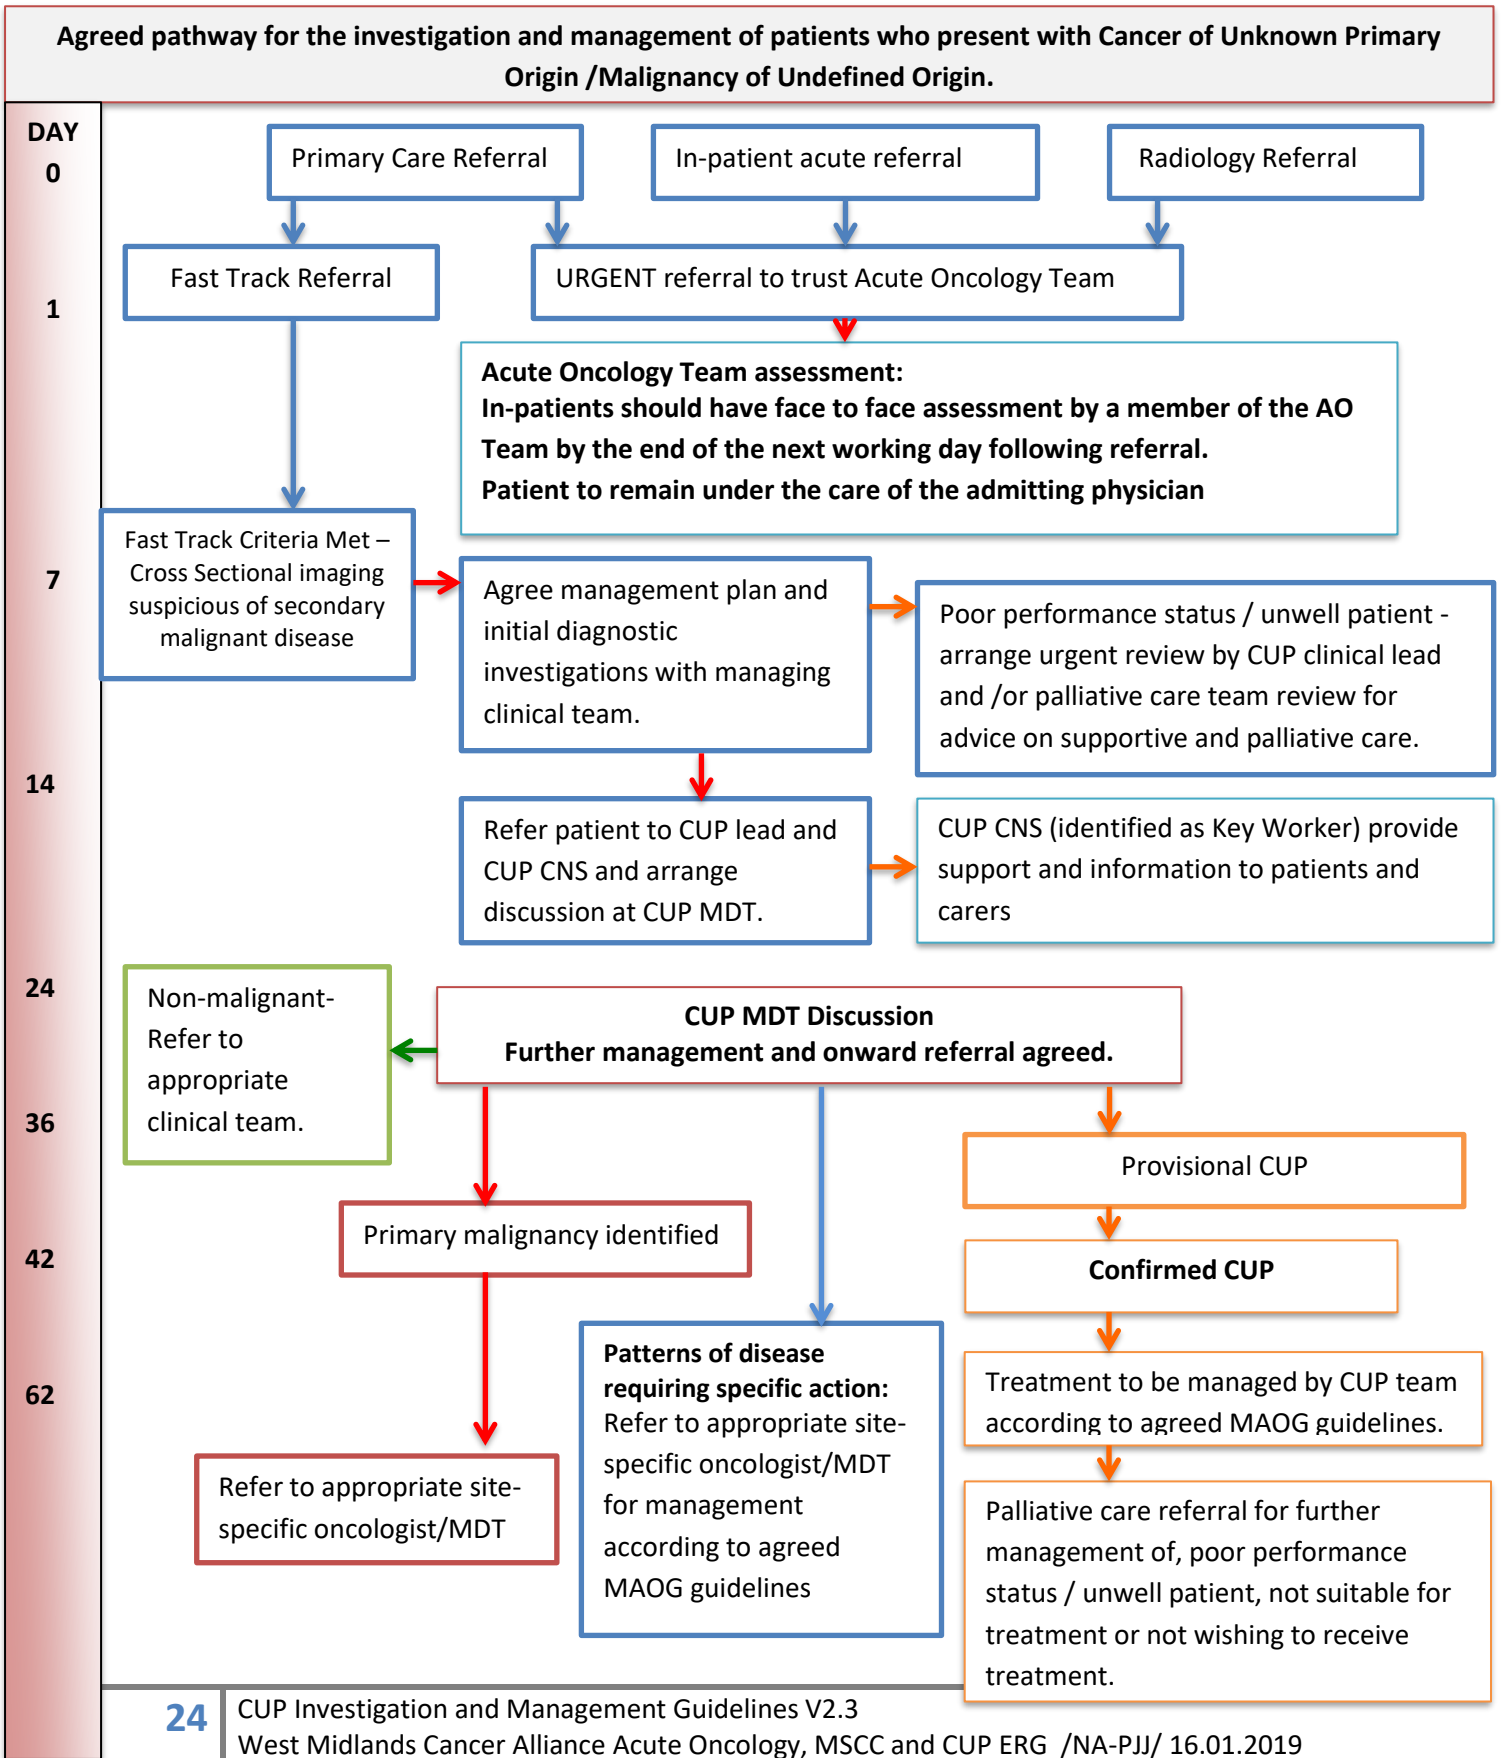 Agreed pathway for the investigation and management of patients who present with Cancer of Unknown Primary
Origin /Malignancy of Undefined Origin.
DAY
0
Primary Care Referral
In-patient acute referral
Radiology Referral
Fast Track Referral
URGENT referral to trust Acute Oncology Team
1
Acute Oncology Team assessment:
In-patients should have face to face assessment by a member of the AO
Team by the end of the next working day following referral.
Patient to remain under the care of the admitting physician
7
Fast Track Criteria Met –
Cross Sectional imaging
suspicious of secondary
malignant disease
Agree management plan and
initial diagnostic
investigations with managing
clinical team.
Poor performance status / unwell patient -
arrange urgent review by CUP clinical lead
and /or palliative care team review for
advice on supportive and palliative care.
14
Refer patient to CUP lead and
CUP CNS and arrange
discussion at CUP MDT.
CUP CNS (identified as Key Worker) provide
support and information to patients and
carers
24
Non-malignant-
Refer to
appropriate
clinical team.
CUP MDT Discussion
Further management and onward referral agreed.
36
Provisional CUP
Primary malignancy identified
42
Confirmed CUP
Patterns of disease
requiring specific action:
Refer to appropriate site-
specific oncologist/MDT
for management
according to agreed
MAOG guidelines
62
Treatment to be managed by CUP team
according to agreed MAOG guidelines.
Refer to appropriate site-
specific oncologist/MDT
Palliative care referral for further
management of, poor performance
status / unwell patient, not suitable for
treatment or not wishing to receive
treatment.
24
CUP Investigation and Management Guidelines V2.3
West Midlands Cancer Alliance Acute Oncology, MSCC and CUP ERG /NA-PJJ/ 16.01.2019